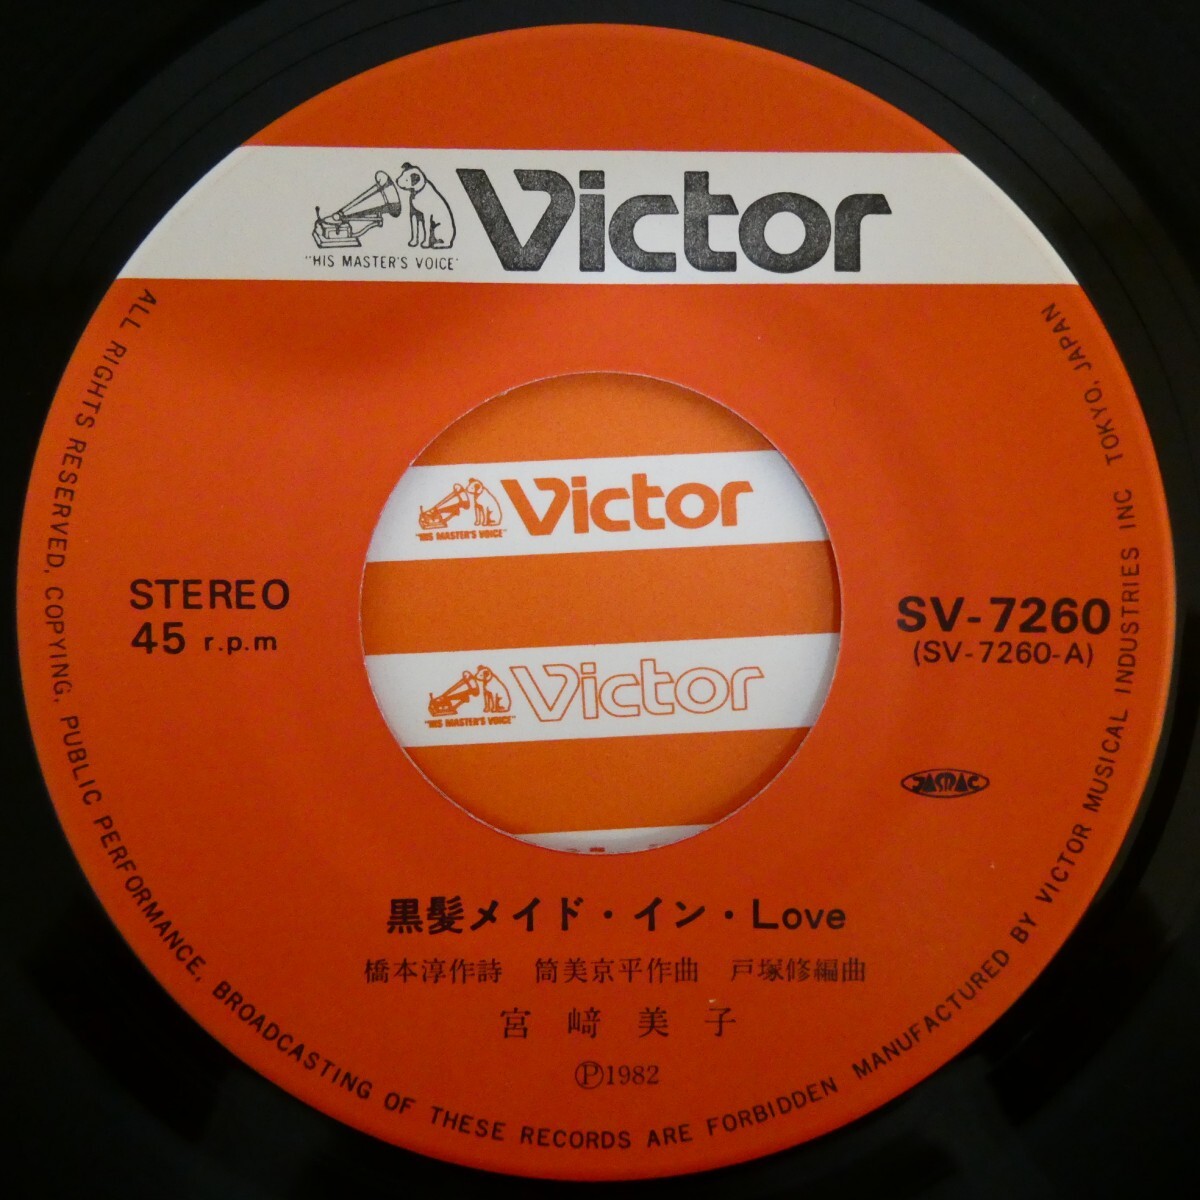 Victor
"HIS MASTER'S VOICE"
ALL RIGHTS RESERVED, COPYING, PUBLIC PERFORMANCE, BROADCASTING OF THESE RECORDS ARE FORBIDDEN MANUFACTURED BY VICTOR MUSICAL INDUSTRIES INC TOKYO, JAPAN
Victor
"HIS MASTER'S VOICE"
STEREO
45 r.p.m
SV-7260
(SV-7260-A)
Victor
"HIS MASTER'S VOICE"
JASRAC
黒髪メイド・イン・Love
橋本淳作詩 筒美京平作曲 戸塚修編曲
宮﨑美子
Ⓟ1982